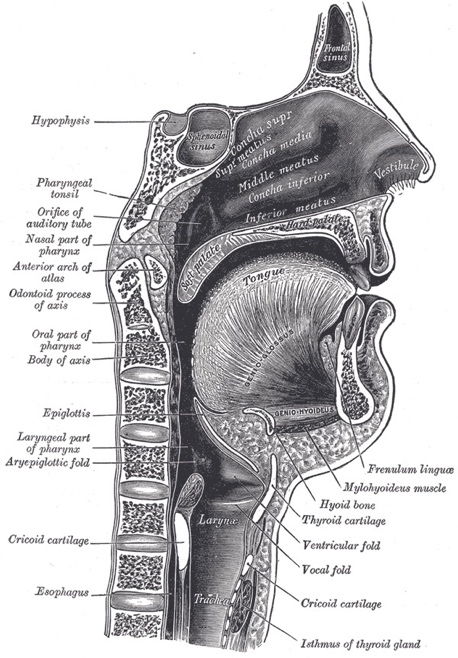 Frontal
sinus
Hypophysis
Sphenoidal
sinus
Concha supr
Supr meatus
Concha media
Middle meatus
Concha inferior
Inferior meatus
Vestibule
Pharyngeal
tonsil
Orifice of
auditory tube
Nasal part of
pharynx
Hard palate
Soft palate
Anterior arch of
atlas
Tongue
Odontoid process
of axis
Oral part of
pharynx
Body of axis
GENIO-GLOSSUS
Epiglottis
GENIO-HYOIDEUS
Laryngeal part
of pharynx
Aryepiglottic fold
Frenulum linguæ
Mylohyoideus muscle
Hyoid bone
Larynx
Thyroid cartilage
Cricoid cartilage
Ventricular fold
Vocal fold
Esophagus
Trachea
Cricoid cartilage
Isthmus of thyroid gland